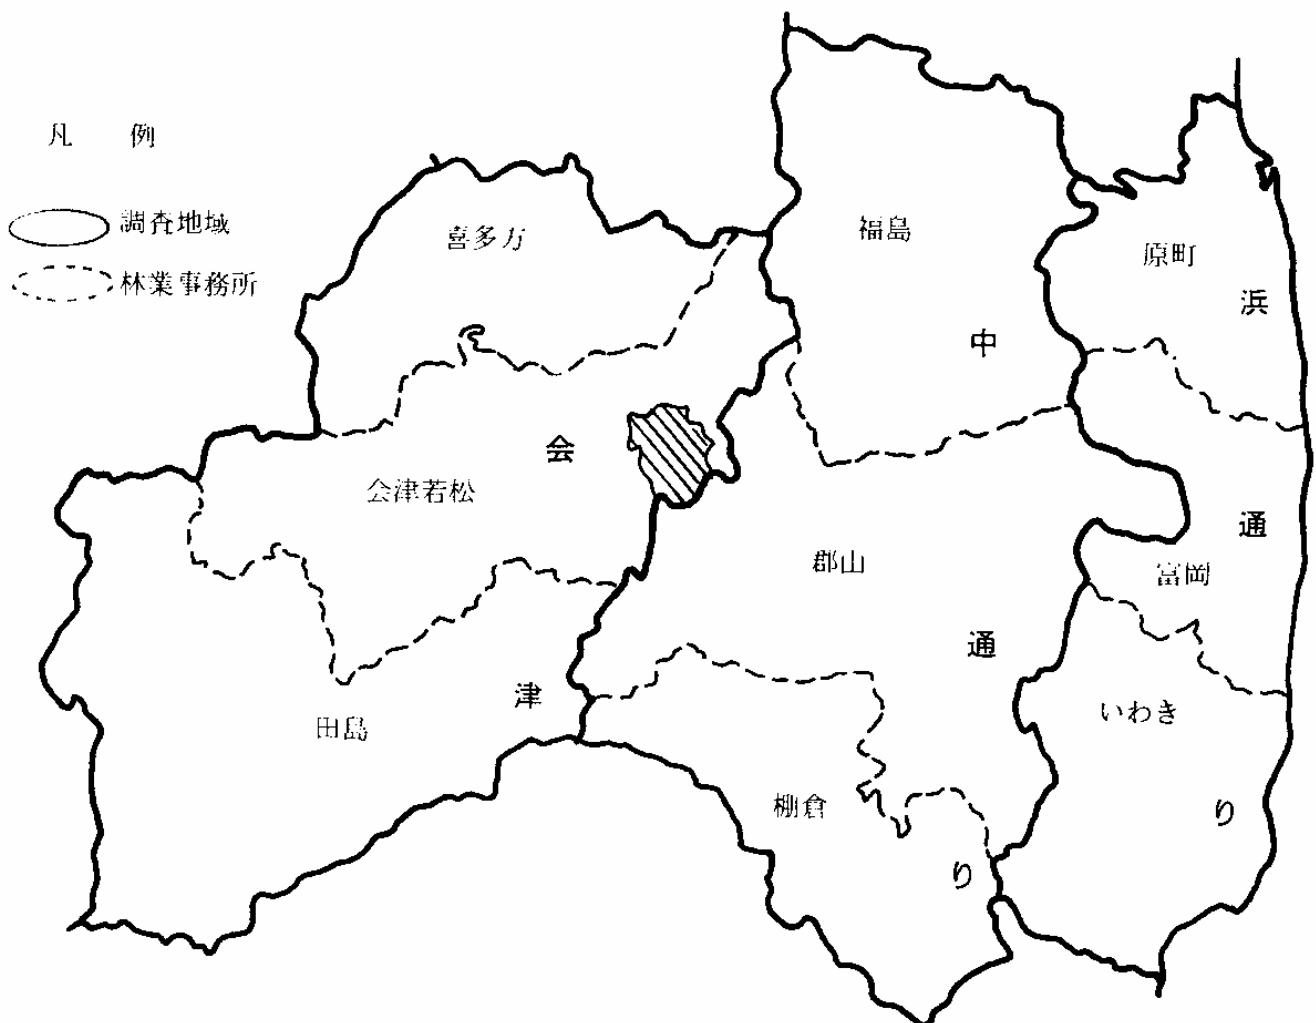 凡 例
調査地域
林業事務所
喜多方
福島
原町
会津若松
郡山
富岡
田島
棚倉
いわき
会津
中通り
浜通り